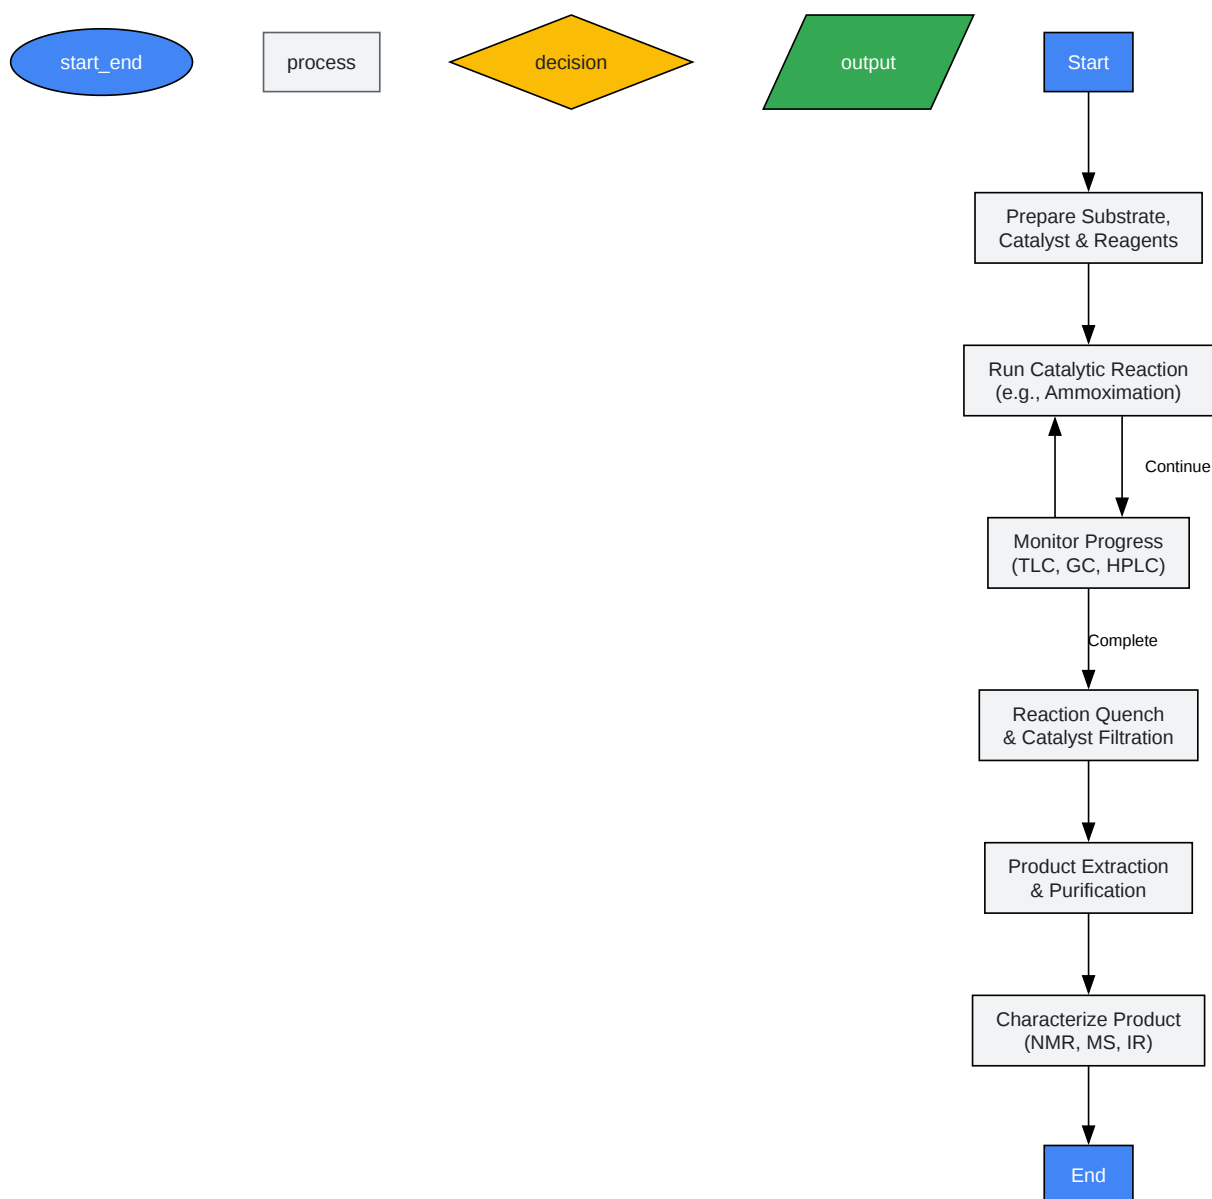 start_end
process
decision
output
Start
Prepare Substrate,
Catalyst & Reagents
Run Catalytic Reaction
(e.g., Ammoximation)
Continue
Monitor Progress
(TLC, GC, HPLC)
Complete
Reaction Quench
& Catalyst Filtration
Product Extraction
& Purification
Characterize Product
(NMR, MS, IR)
End